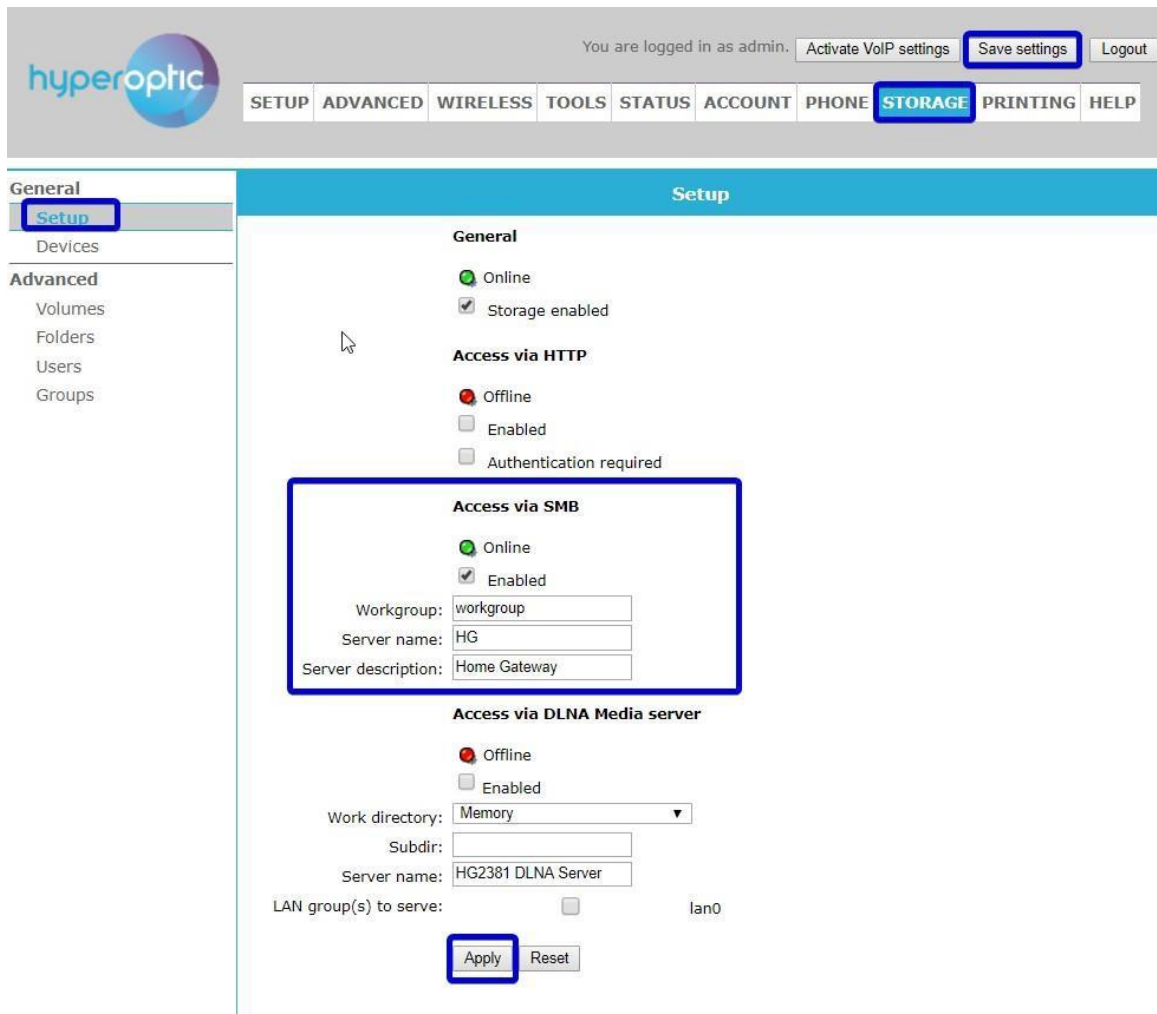 You are logged in as admin. Activate VoIP settings Save settings Logout
hyperoptic
SETUP ADVANCED WIRELESS TOOLS STATUS ACCOUNT PHONE STORAGE PRINTING HELP
General
Setup
Devices
Advanced
Volumes
Folders
Users
Groups
Setup
General
Online
Storage enabled
Access via HTTP
Offline
Enabled
Authentication required
Access via SMB
Online
Enabled
Workgroup: workgroup
Server name: HG
Server description: Home Gateway
Access via DLNA Media server
Offline
Enabled
Work directory: Memory
Subdir:
Server name: HG2381 DLNA Server
LAN group(s) to serve: lan0
Apply Reset